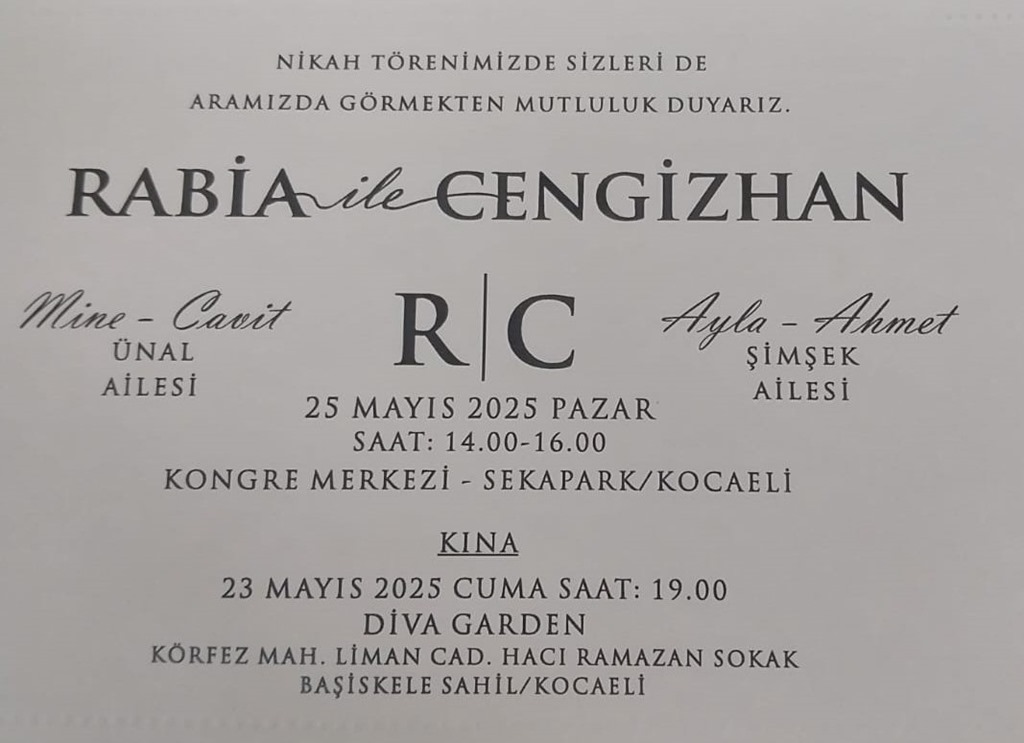 NİKAH TÖRENİMİZDE SİZLERİ DE
ARAMIZDA GÖRMEKTEN MUTLULUK DUYARIZ.
RABİA ile CENGİZHAN
Mine - Cavit
ÜNAL
AİLESİ
R|C
Ayla - Ahmet
ŞİMŞEK
AİLESİ
25 MAYIS 2025 PAZAR
SAAT: 14.00-16.00
KONGRE MERKEZİ - SEKAPARK/KOCAELİ
KINA
23 MAYIS 2025 CUMA SAAT: 19.00
DİVA GARDEN
KÖRFEZ MAH. LİMAN CAD. HACI RAMAZAN SOKAK
BAŞİSKELE SAHİL/KOCAELİ